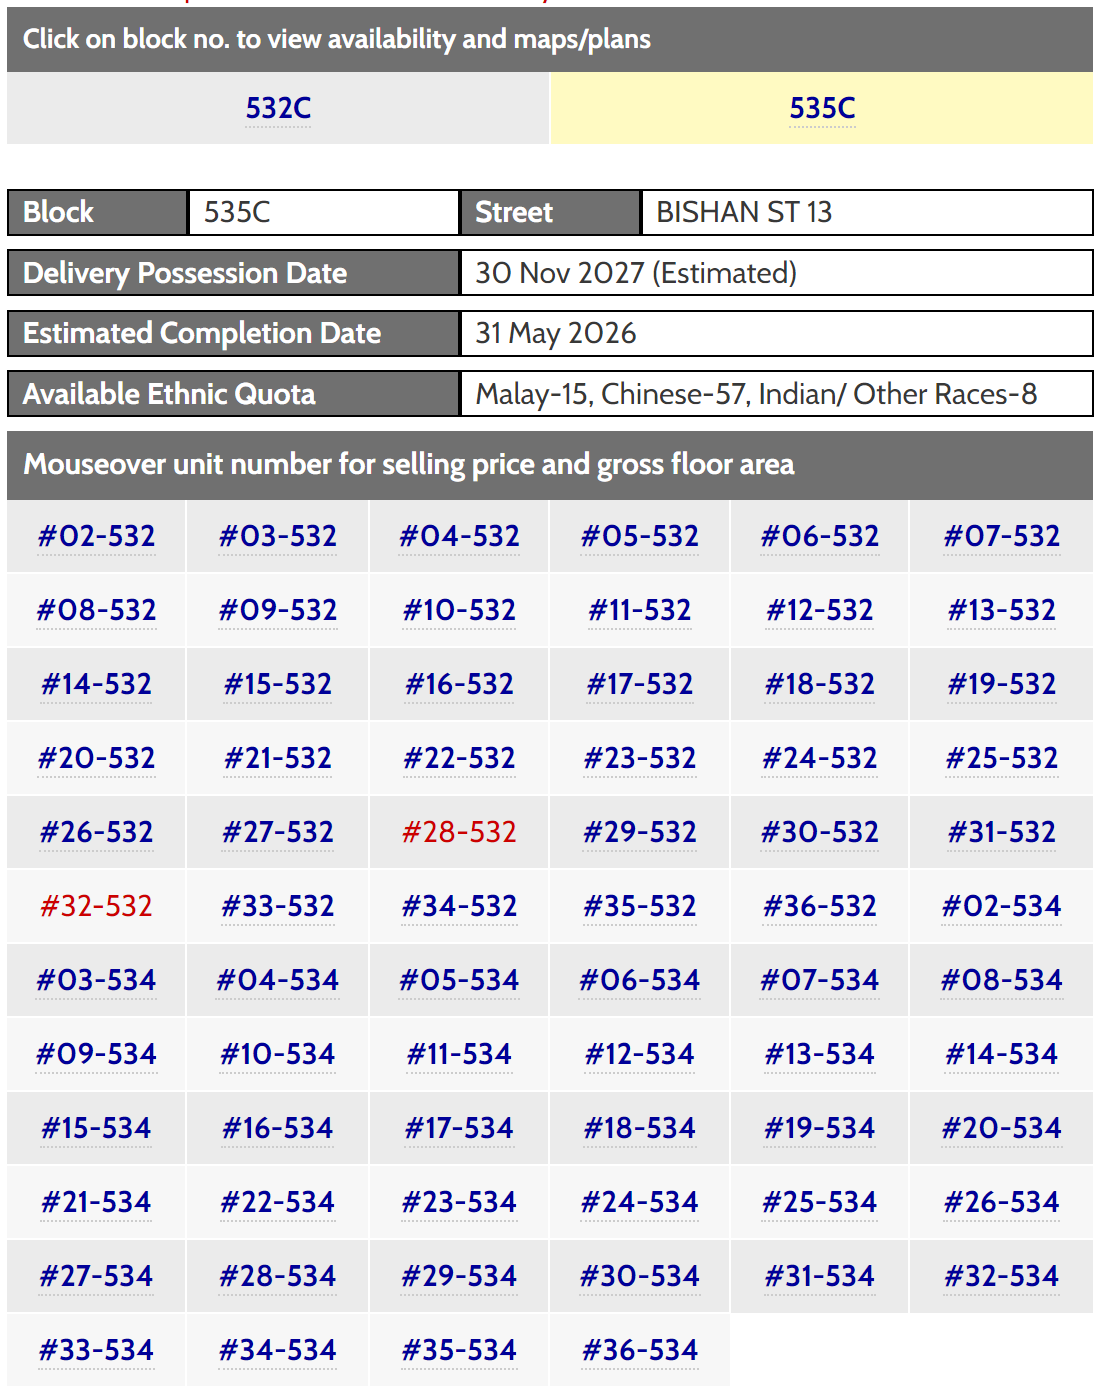 Click on block no. to view availability and maps/plans
532C 535C
Block 535C Street BISHAN ST 13
Delivery Possession Date 30 Nov 2027 (Estimated)
Estimated Completion Date 31 May 2026
Available Ethnic Quota Malay-15, Chinese-57, Indian/ Other Races-8
Mouseover unit number for selling price and gross floor area
#02-532 #03-532 #04-532 #05-532 #06-532 #07-532
#08-532 #09-532 #10-532 #11-532 #12-532 #13-532
#14-532 #15-532 #16-532 #17-532 #18-532 #19-532
#20-532 #21-532 #22-532 #23-532 #24-532 #25-532
#26-532 #27-532 #28-532 #29-532 #30-532 #31-532
#32-532 #33-532 #34-532 #35-532 #36-532 #02-534
#03-534 #04-534 #05-534 #06-534 #07-534 #08-534
#09-534 #10-534 #11-534 #12-534 #13-534 #14-534
#15-534 #16-534 #17-534 #18-534 #19-534 #20-534
#21-534 #22-534 #23-534 #24-534 #25-534 #26-534
#27-534 #28-534 #29-534 #30-534 #31-534 #32-534
#33-534 #34-534 #35-534 #36-534